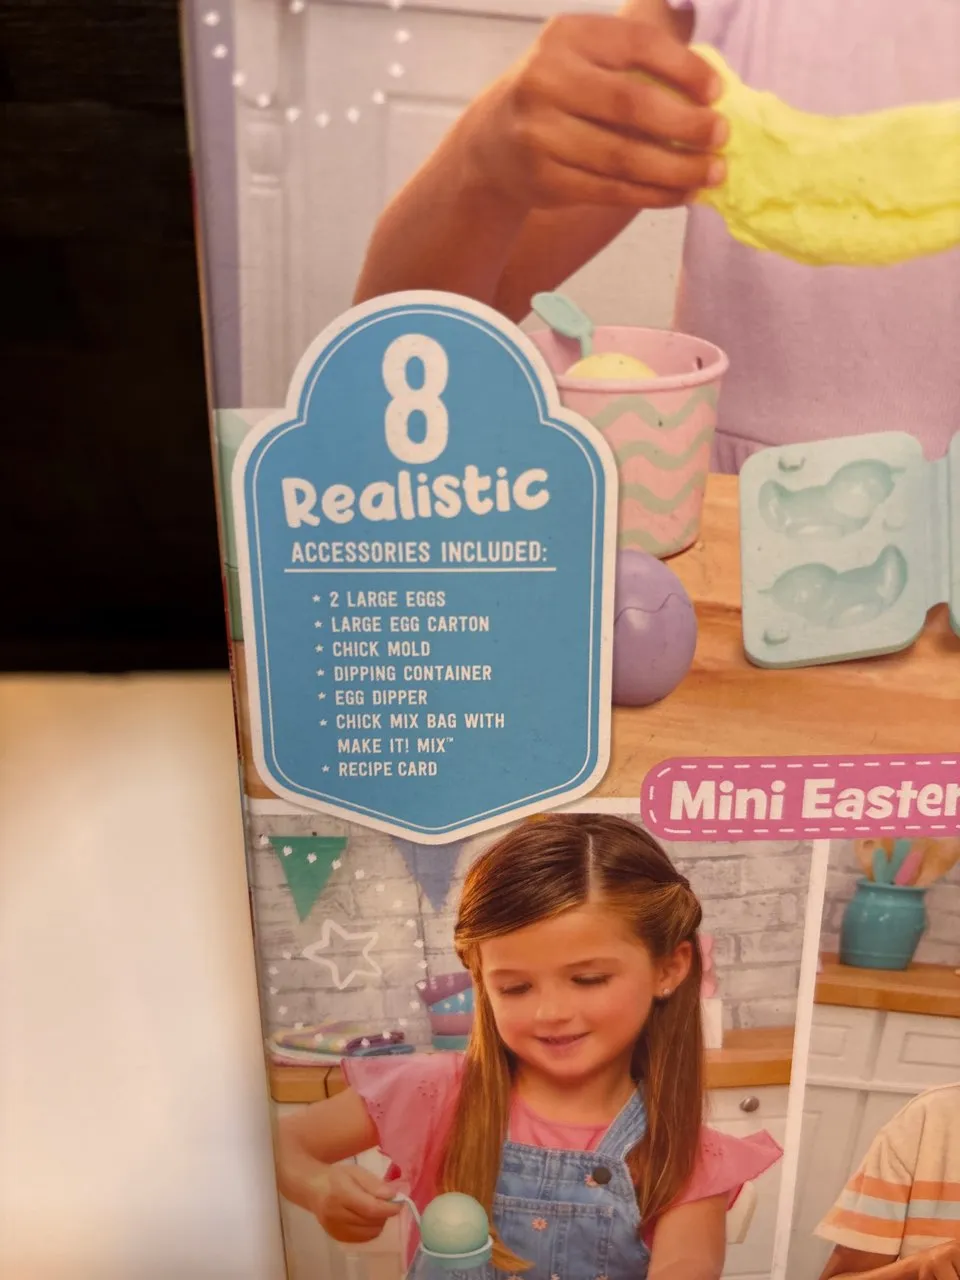 8
Realistic
ACCESSORIES INCLUDED:
* 2 LARGE EGGS
* LARGE EGG CARTON
* CHICK MOLD
* DIPPING CONTAINER
* EGG DIPPER
* CHICK MIX BAG WITH
MAKE IT! MIX™
* RECIPE CARD
Mini Easter